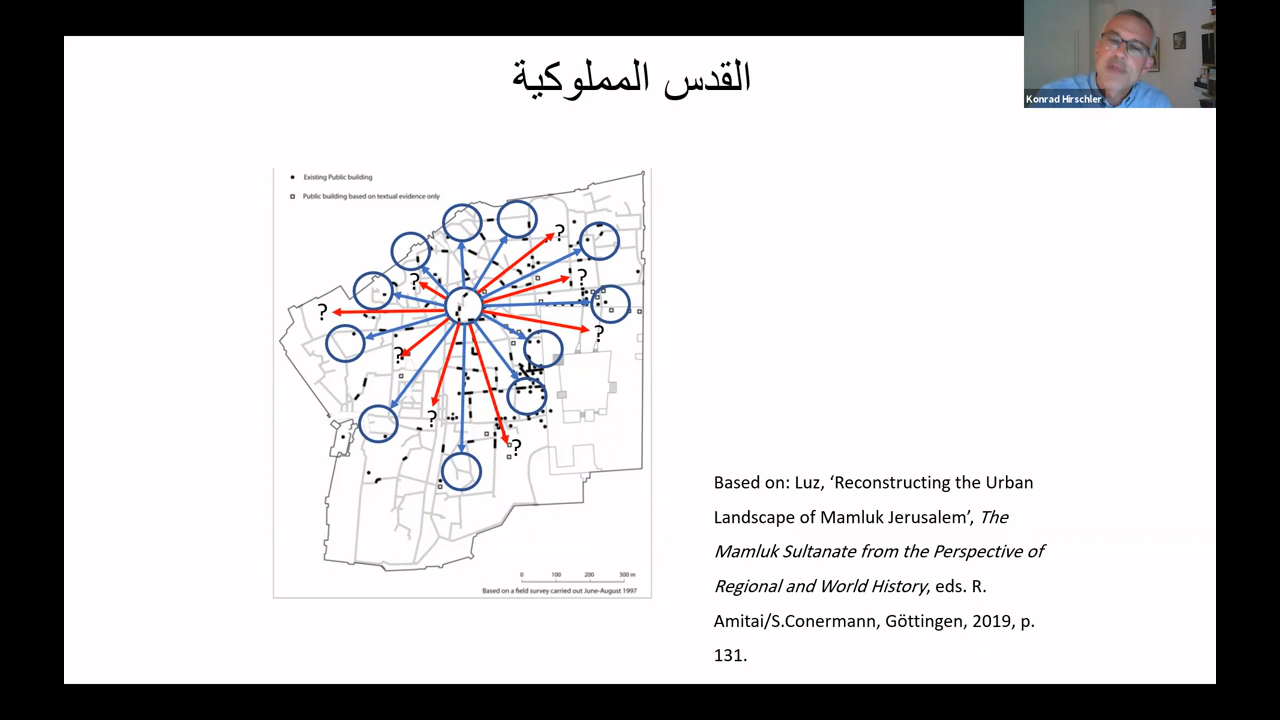 القدس المملوكية
Konrad Hirschler
Existing Public building
Public building based on textual evidence only
?
?
?
?
?
?
?
?
0 100 200 300 m
Based on a field survey carried out June-August 1997
Based on: Luz, ‘Reconstructing the Urban
Landscape of Mamluk Jerusalem’, The
Mamluk Sultanate from the Perspective of
Regional and World History, eds. R.
Amitai/S.Conermann, Göttingen, 2019, p.
131.